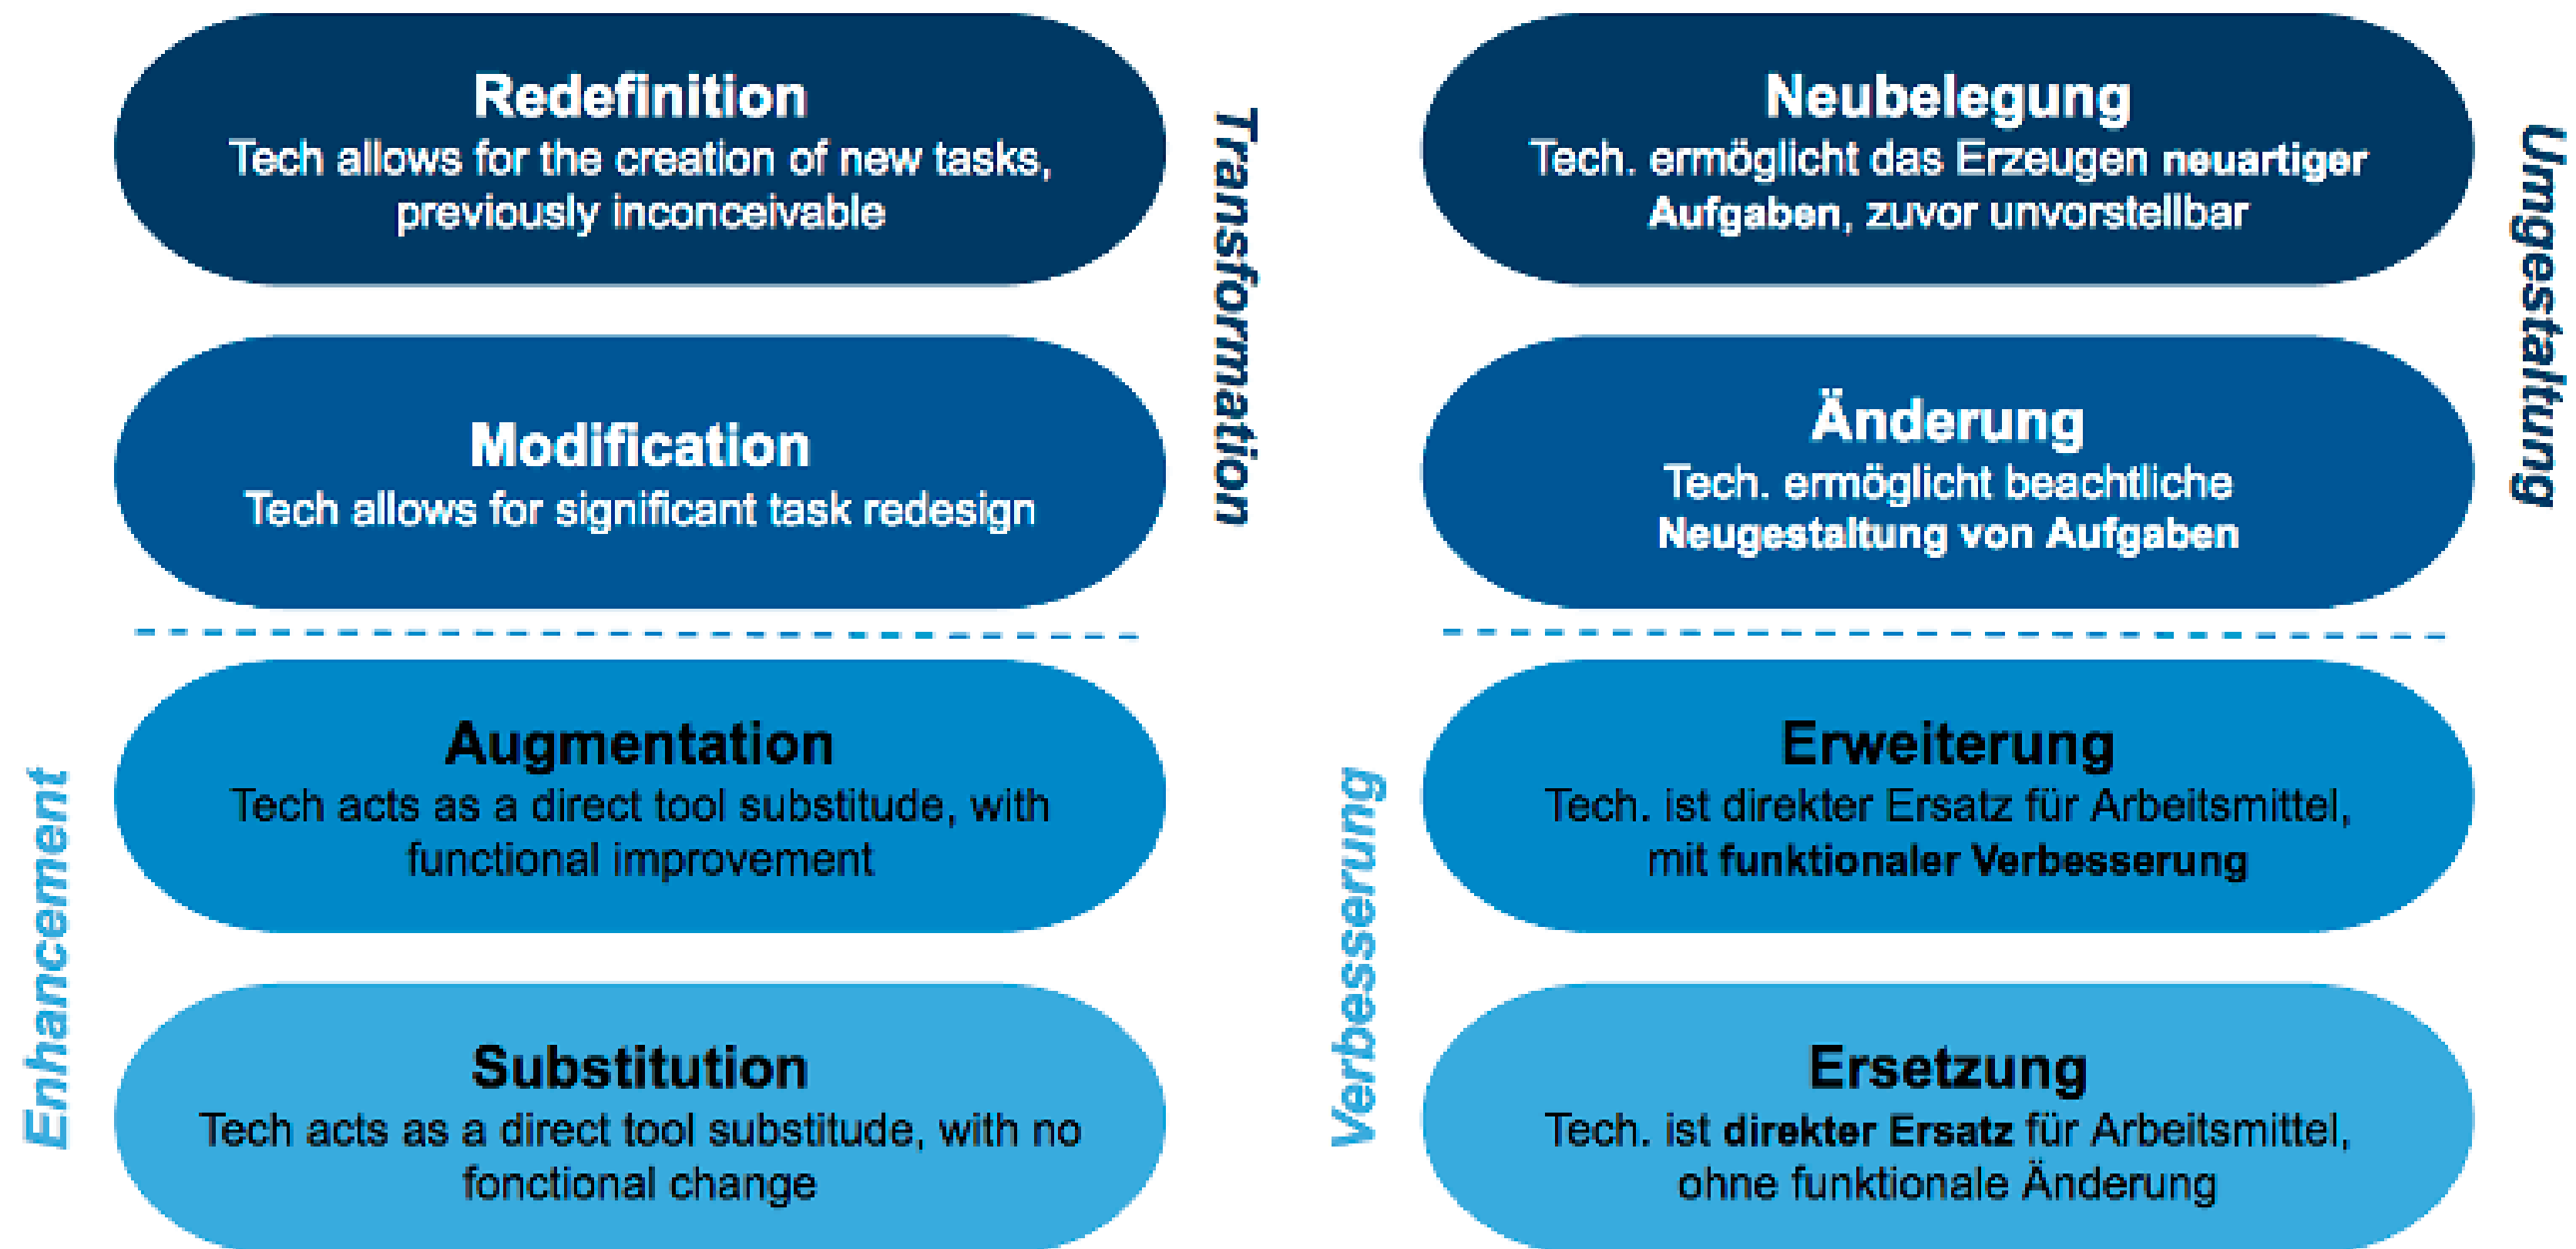 Redefinition
Tech allows for the creation of new tasks,
previously inconceivable
Modification
Tech allows for significant task redesign
Transformation
Augmentation
Tech acts as a direct tool substitude, with
functional improvement
Substitution
Tech acts as a direct tool substitude, with no
fonctional change
Enhancement
Neubelegung
Tech. ermöglicht das Erzeugen neuartiger
Aufgaben, zuvor unvorstellbar
Änderung
Tech. ermöglicht beachtliche
Neugestaltung von Aufgaben
Umgestaltung
Erweiterung
Tech. ist direkter Ersatz für Arbeitsmittel,
mit funktionaler Verbesserung
Ersetzung
Tech. ist direkter Ersatz für Arbeitsmittel,
ohne funktionale Änderung
Verbesserung